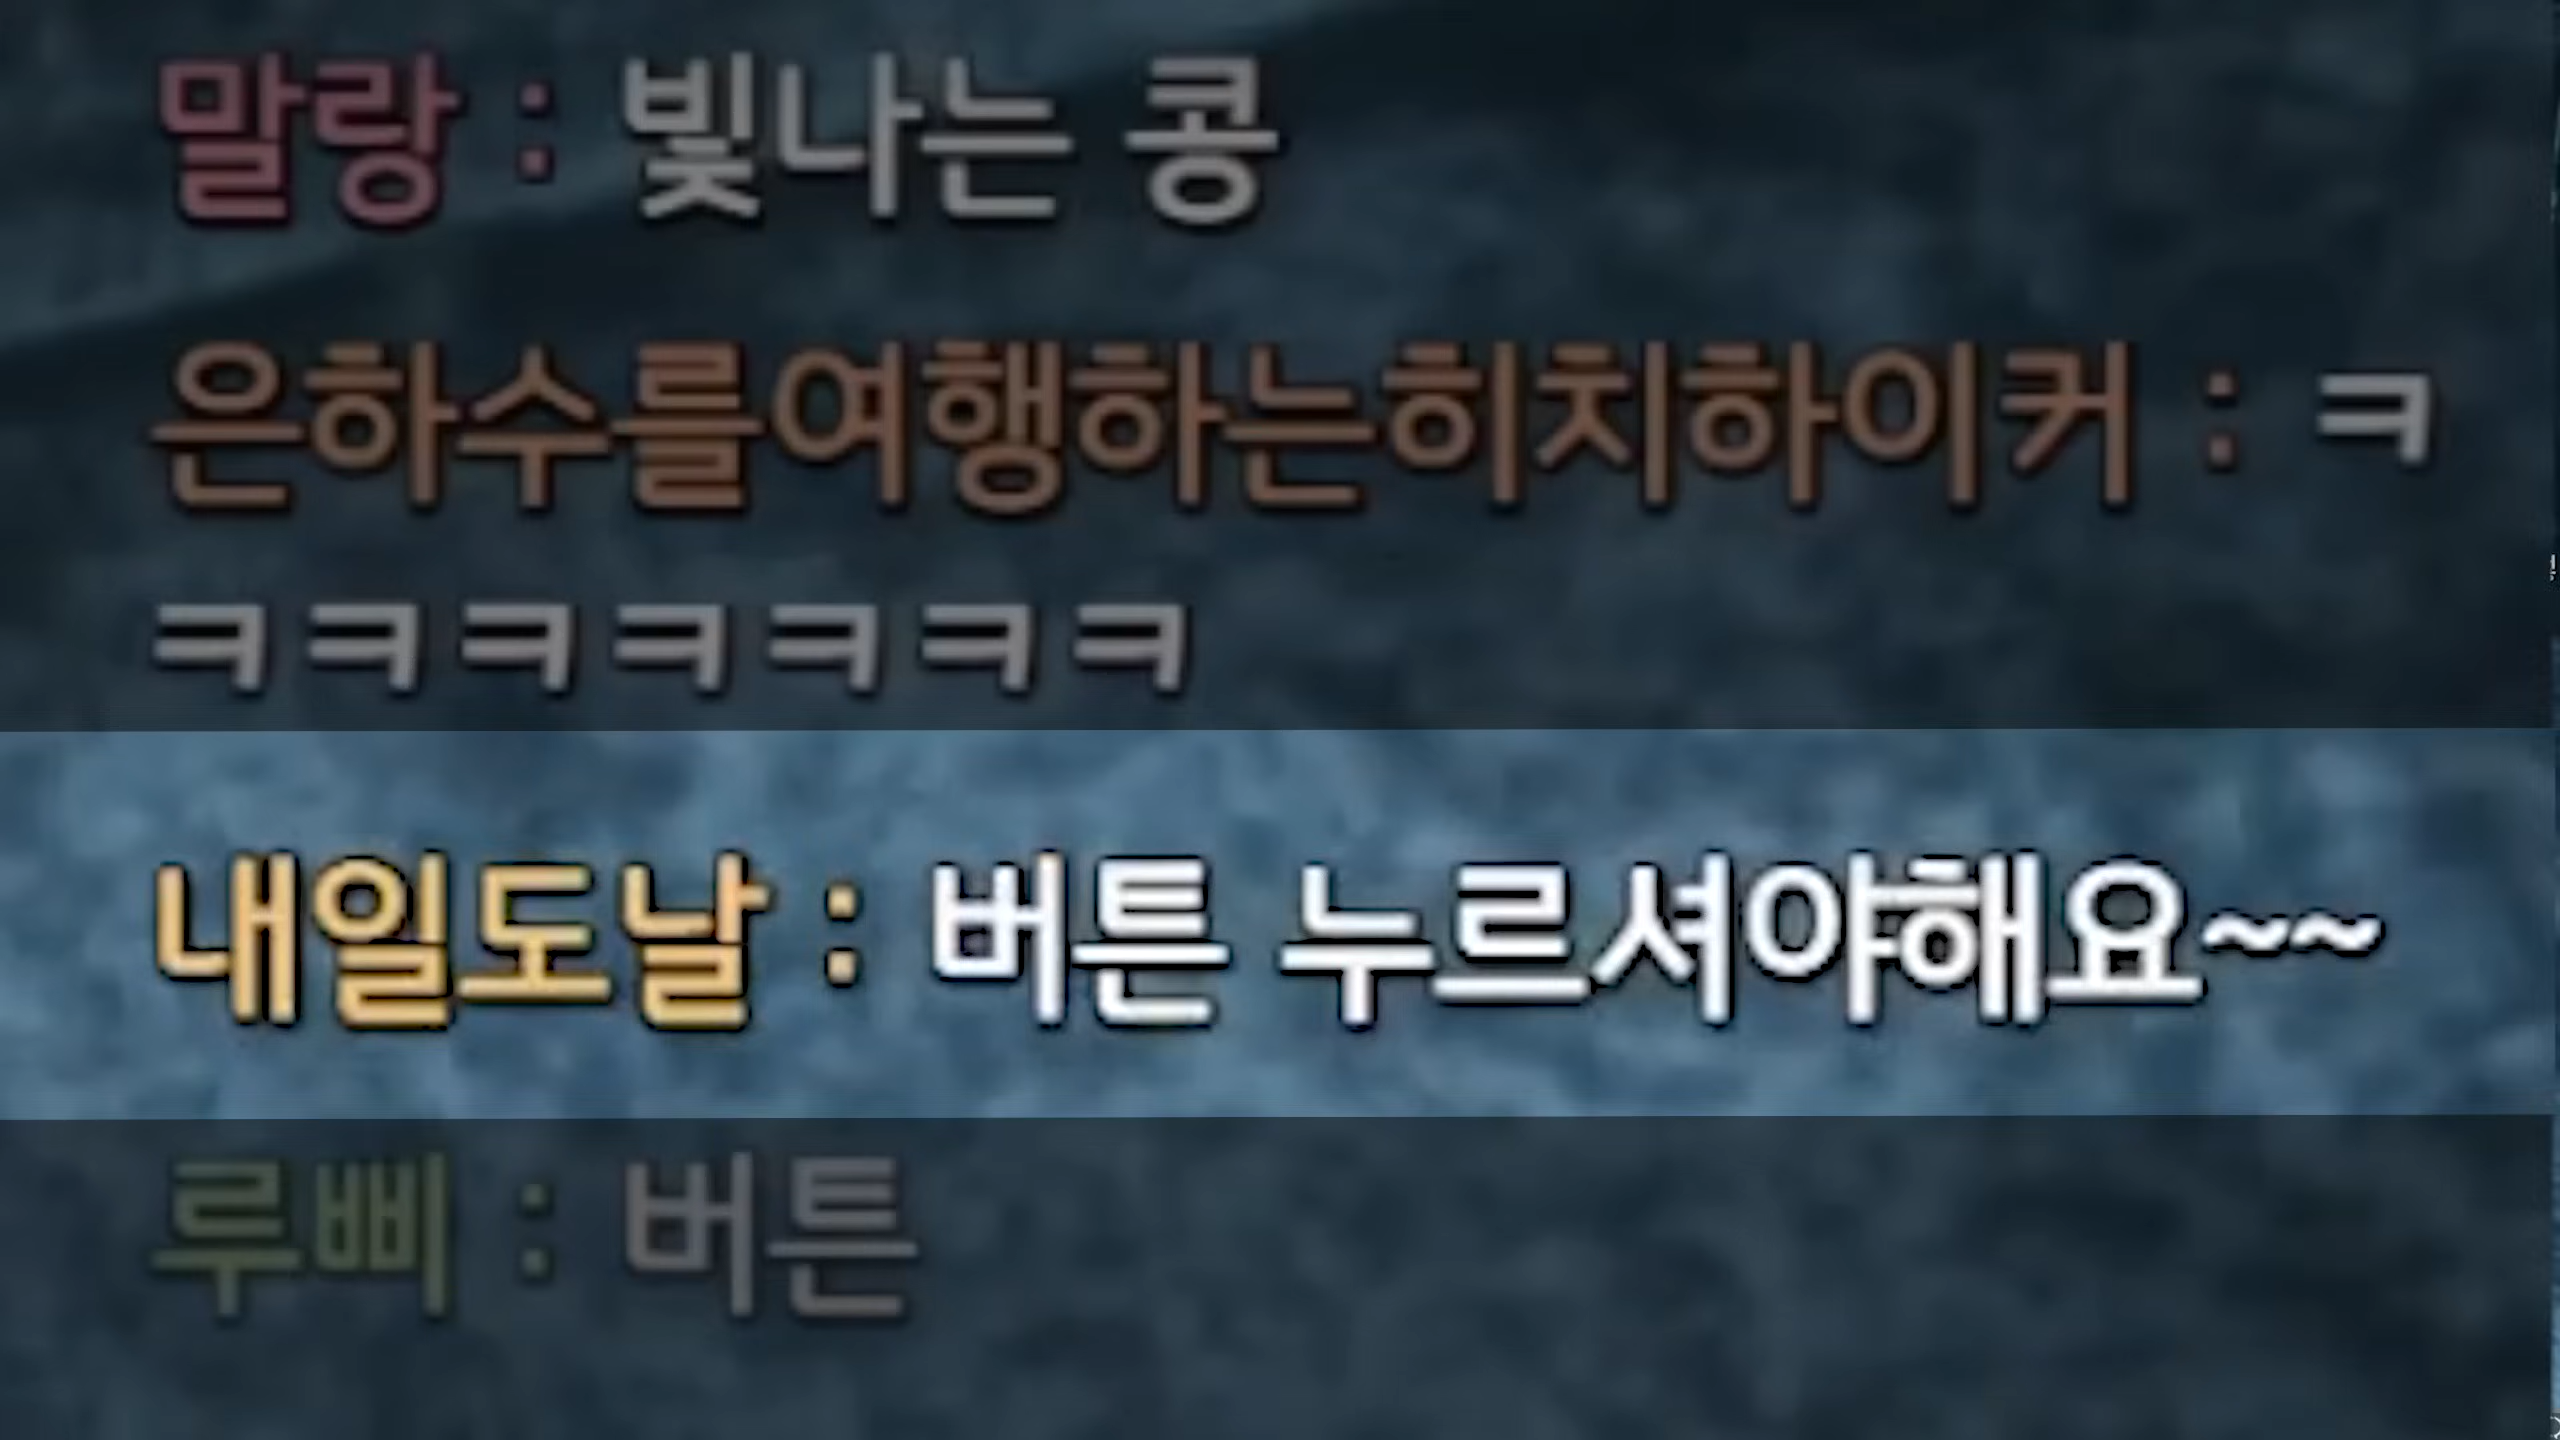 말랑 : 빛나는 콩
은하수를여행하는히치하이커 : ㅋ
ㅋㅋㅋㅋㅋㅋㅋ
내일도날 : 버튼 누르셔야해요~~
루삐 : 버튼